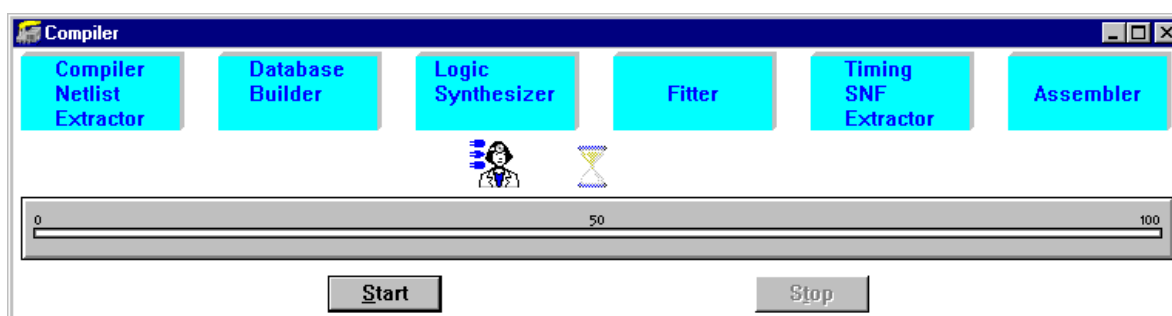 Compiler
Compiler
Netlist
Extractor
Database
Builder
Logic
Synthesizer
Fitter
Timing
SNF
Extractor
Assembler
0 50 100
Start Stop